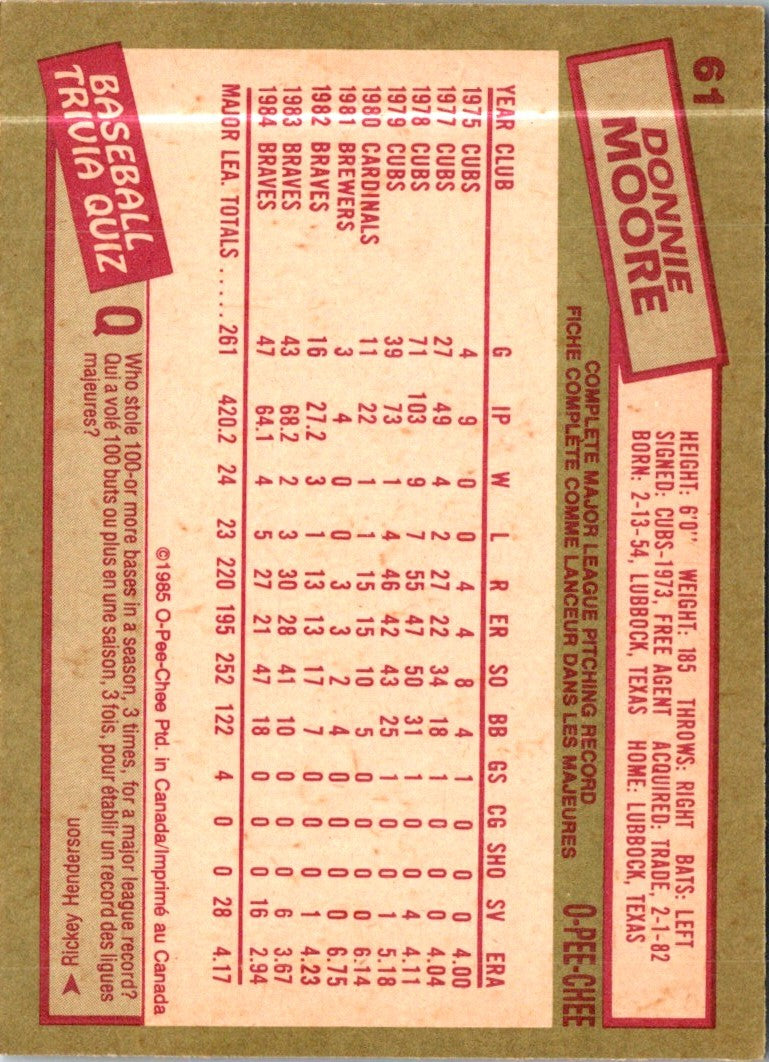 61
DONNIE
MOORE
HEIGHT: 6'0" WEIGHT: 185 THROWS: RIGHT BATS: LEFT
SIGNED: CUBS-1973, FREE AGENT ACQUIRED: TRADE, 2-1-82
BORN: 2-13-54, LUBBOCK, TEXAS HOME: LUBBOCK, TEXAS
COMPLETE MAJOR LEAGUE PITCHING RECORD
FICHE COMPLÈTE COMME LANCEUR DANS LES MAJEURES
O-PEE-CHEE
YEAR CLUB G IP W L R ER SO BB GS CG SHO SV ERA
1975 CUBS 4 9 0 0 4 4 8 4 1 0 0 0 4.00
1977 CUBS 27 49 4 2 27 22 34 18 1 0 0 0 4.04
1978 CUBS 71 103 9 7 55 47 50 31 1 0 0 4 4.11
1979 CUBS 39 73 1 4 46 42 43 25 1 0 0 1 5.18
1980 CARDINALS 11 22 1 1 15 15 10 5 0 0 0 0 6.14
1981 BREWERS 3 4 0 0 3 3 2 4 0 0 0 0 6.75
1982 BRAVES 16 27.2 3 1 13 13 17 7 0 0 0 1 4.23
1983 BRAVES 43 68.2 2 3 30 28 41 10 0 0 0 6 3.67
1984 BRAVES 47 64.1 4 5 27 21 47 18 0 0 0 16 2.94
MAJOR LEA. TOTALS ..... 261 420.2 24 23 220 195 252 122 4 0 0 28 4.17
©1985 O-Pee-Chee Ptd. in Canada/Imprimé au Canada
BASEBALL
TRIVIA QUIZ
Q Who stole 100-or more bases in a season, 3 times, for a major league record?
Qui a volé 100 buts ou plus en une saison, 3 fois, pour établir un record des ligues
majeures?
Rickey Henderson